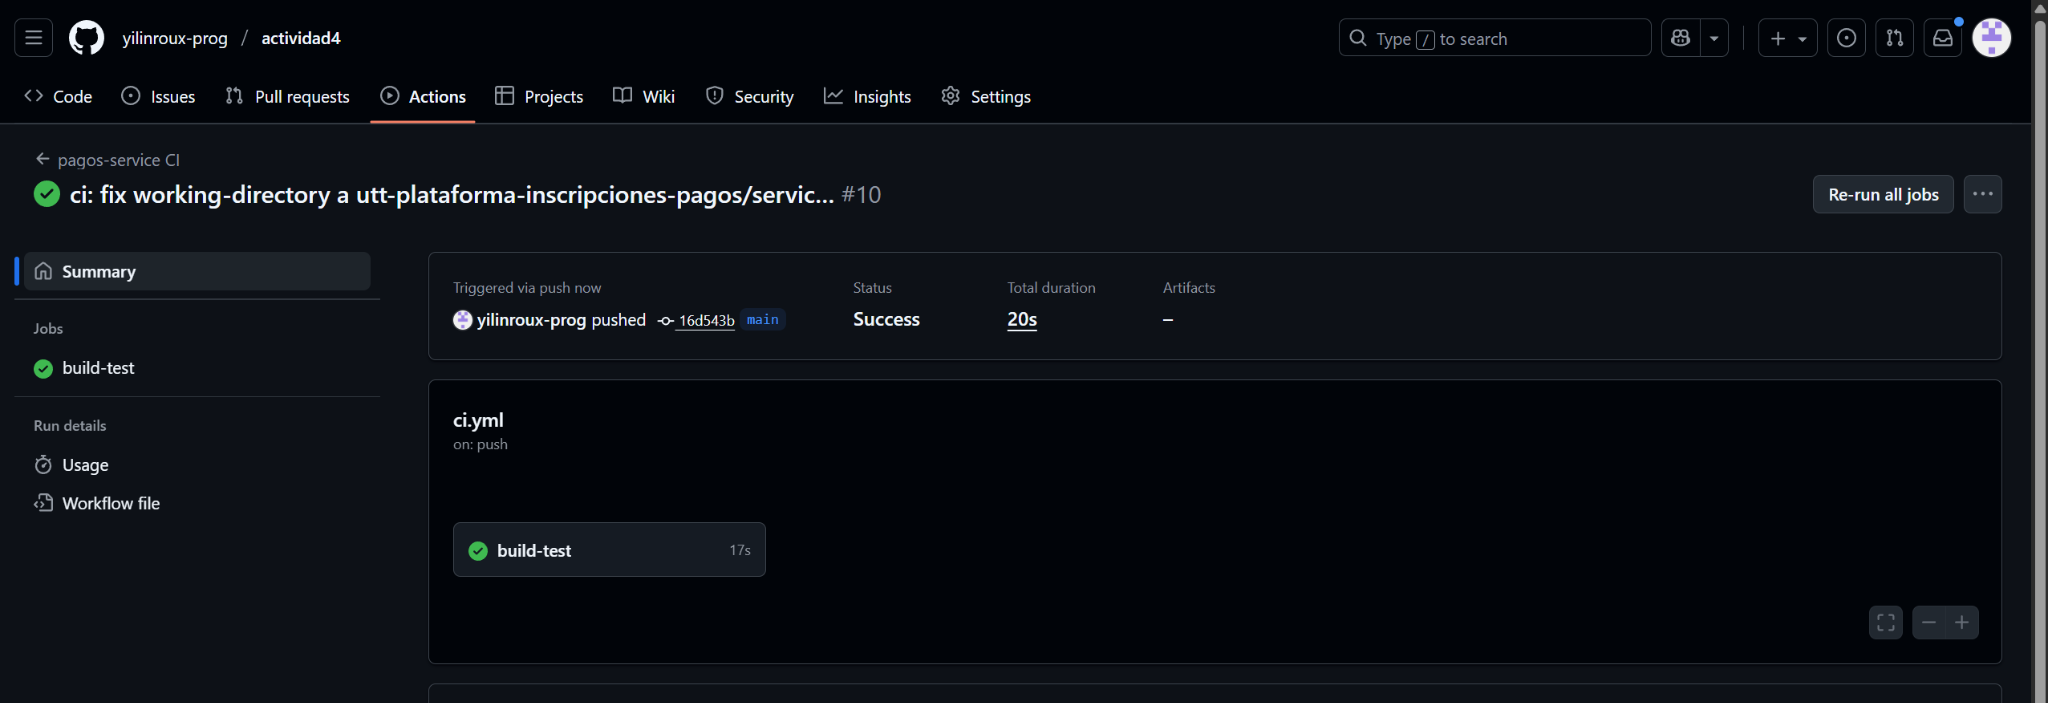 yilinroux-prog / actividad4
Type / to search
Code
Issues
Pull requests
Actions
Projects
Wiki
Security
Insights
Settings
pagos-service CI
ci: fix working-directory a utt-plataforma-inscripciones-pagos/servic... #10
Re-run all jobs
Summary
Jobs
build-test
Run details
Usage
Workflow file
Triggered via push now
yilinroux-prog pushed 16d543b main
Status
Success
Total duration
20s
Artifacts
–
ci.yml
on: push
build-test 17s